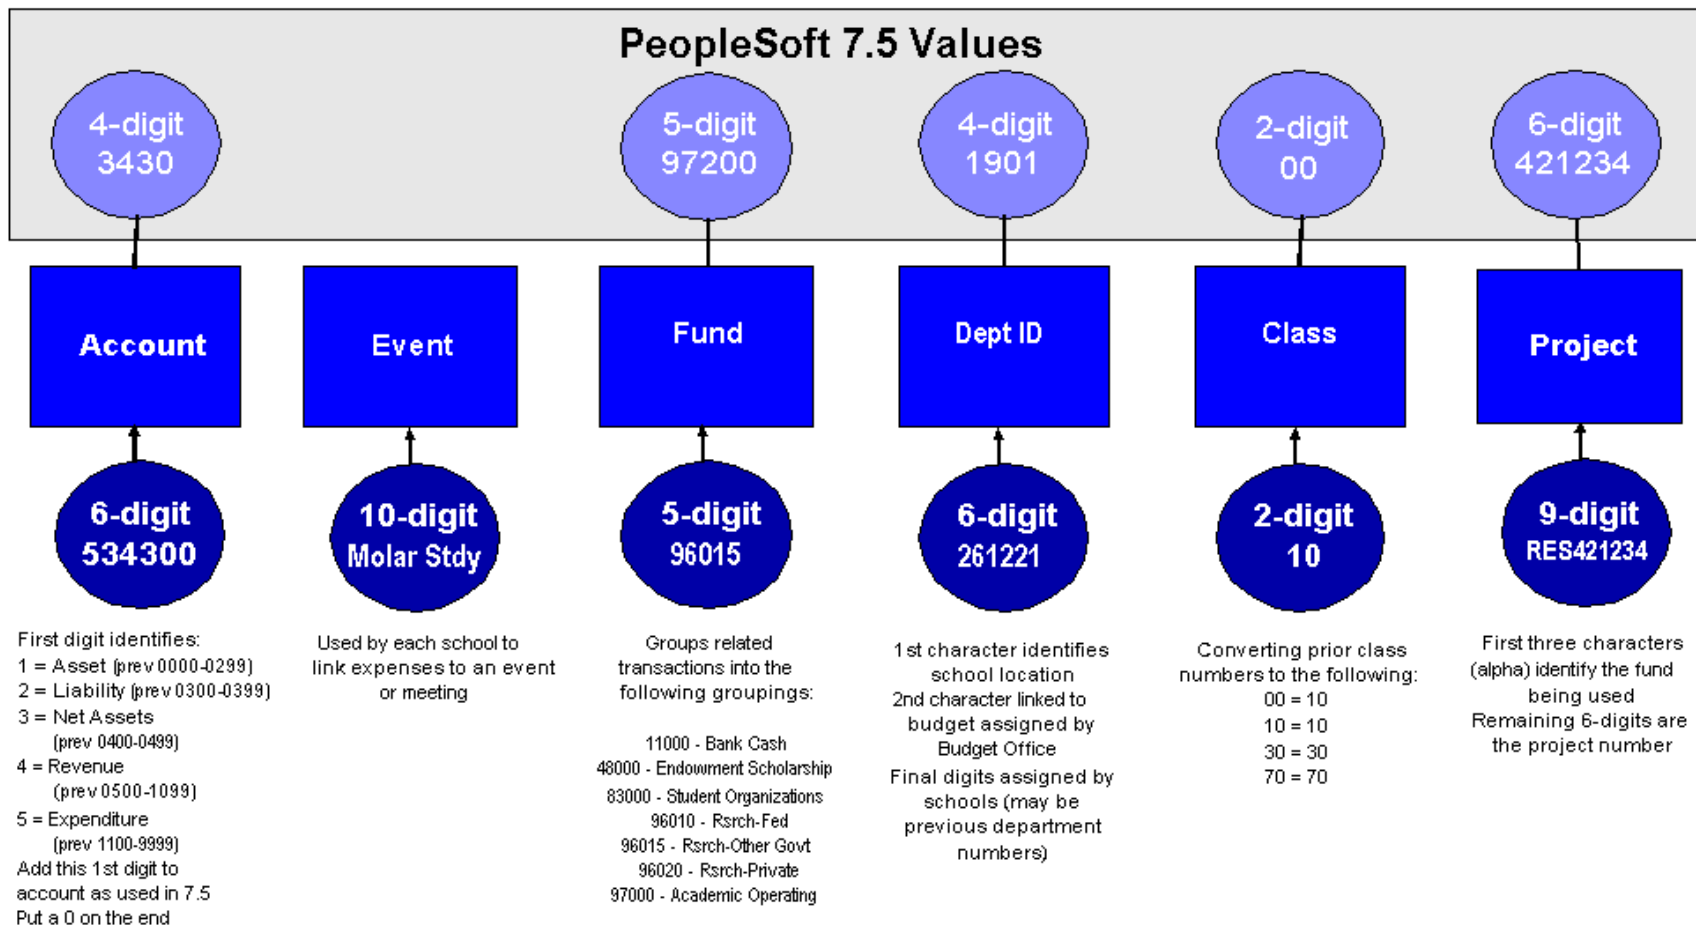 PeopleSoft 7.5 Values
4-digit
3430
5-digit
97200
4-digit
1901
2-digit
00
6-digit
421234
Account
Event
Fund
Dept ID
Class
Project
6-digit
534300
10-digit
Molar Stdy
5-digit
96015
6-digit
261221
2-digit
10
9-digit
RES421234
First digit identifies:
1 = Asset (prev 0000-0299)
2 = Liability (prev 0300-0399)
3 = Net Assets
(prev 0400-0499)
4 = Revenue
(prev 0500-1099)
5 = Expenditure
(prev 1100-9999)
Add this 1st digit to
account as used in 7.5
Put a 0 on the end
Used by each school to
link expenses to an event
or meeting
Groups related
transactions into the
following groupings:
11000 - Bank Cash
48000 - Endowment Scholarship
83000 - Student Organizations
96010 - Rsrch-Fed
96015 - Rsrch-Other Govt
96020 - Rsrch-Private
97000 - Academic Operating
1st character identifies
school location
2nd character linked to
budget assigned by
Budget Office
Final digits assigned by
schools (may be
previous department
numbers)
Converting prior class
numbers to the following:
00 = 10
10 = 10
30 = 30
70 = 70
First three characters
(alpha) identify the fund
being used
Remaining 6-digits are
the project number